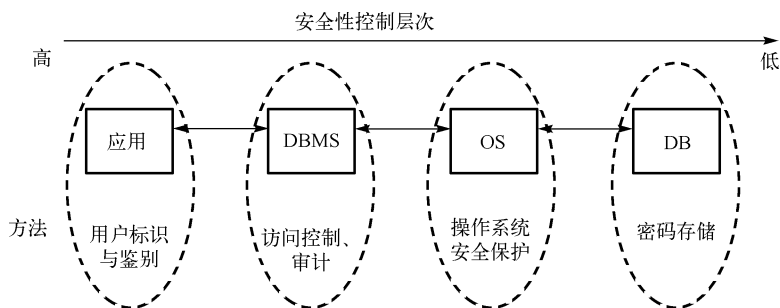 安全性控制层次
高
低
应用
DBMS
OS
DB
方法
用户标识
与鉴别
访问控制、
审计
操作系统
安全保护
密码存储